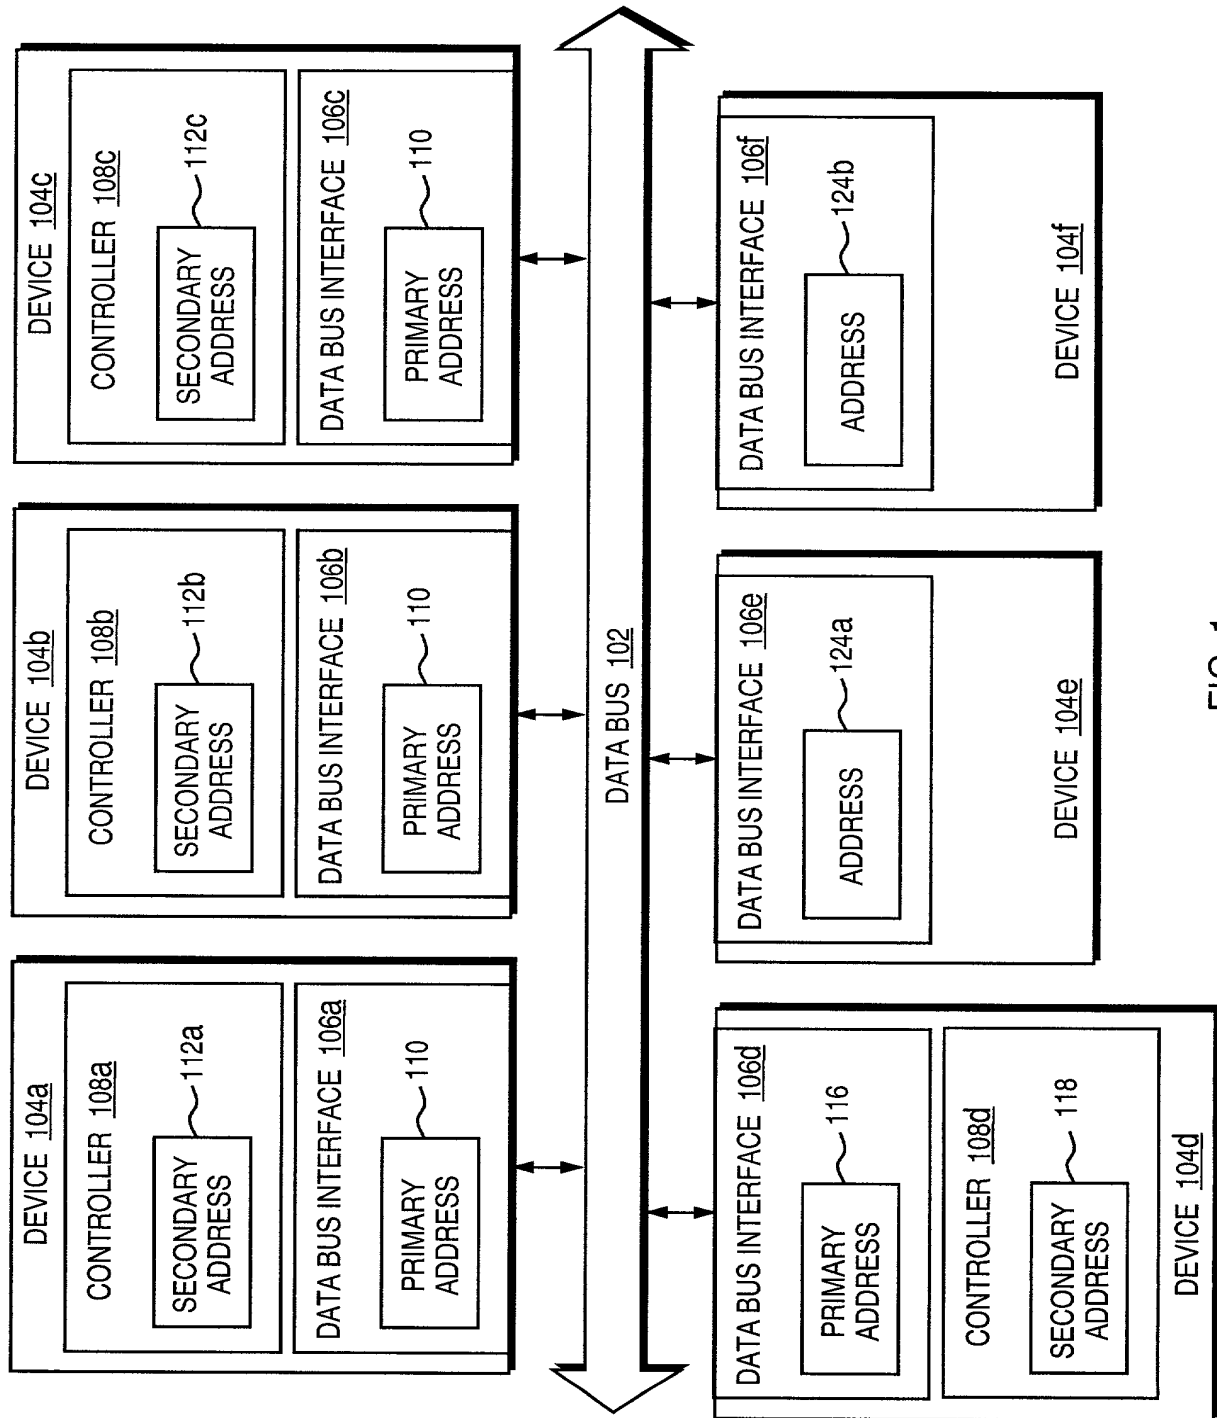 DEVICE 104a
CONTROLLER 108a
SECONDARY
ADDRESS
112a
DATA BUS INTERFACE 106a
PRIMARY
ADDRESS
110
DEVICE 104b
CONTROLLER 108b
SECONDARY
ADDRESS
112b
DATA BUS INTERFACE 106b
PRIMARY
ADDRESS
110
DEVICE 104c
CONTROLLER 108c
SECONDARY
ADDRESS
112c
DATA BUS INTERFACE 106c
PRIMARY
ADDRESS
110
DATA BUS 102
DATA BUS INTERFACE 106d
PRIMARY
ADDRESS
116
CONTROLLER 108d
SECONDARY
ADDRESS
118
DEVICE 104d
DATA BUS INTERFACE 106e
ADDRESS
124a
DEVICE 104e
DATA BUS INTERFACE 106f
ADDRESS
124b
DEVICE 104f
FIG. 1